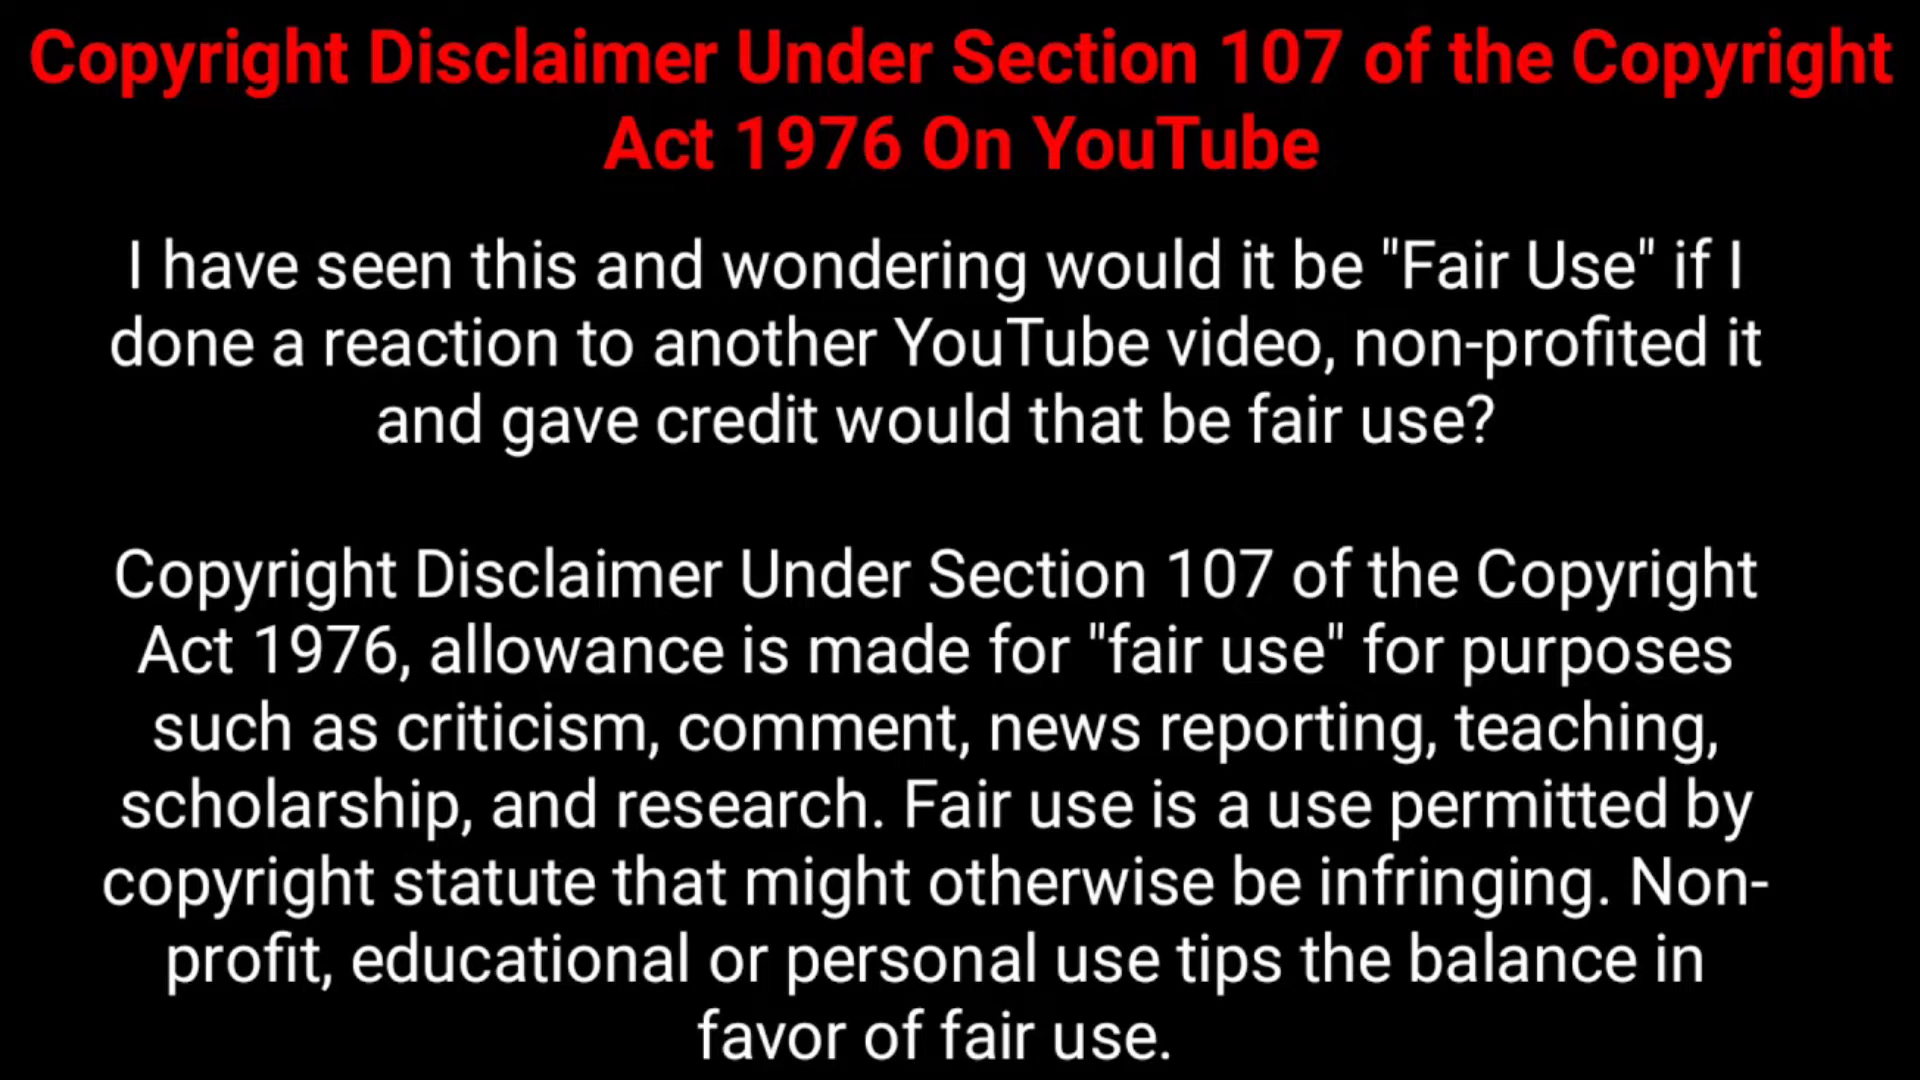 Copyright Disclaimer Under Section 107 of the Copyright
Act 1976 On YouTube
I have seen this and wondering would it be "Fair Use" if I
done a reaction to another YouTube video, non-profited it
and gave credit would that be fair use?
Copyright Disclaimer Under Section 107 of the Copyright
Act 1976, allowance is made for "fair use" for purposes
such as criticism, comment, news reporting, teaching,
scholarship, and research. Fair use is a use permitted by
copyright statute that might otherwise be infringing. Non-
profit, educational or personal use tips the balance in
favor of fair use.